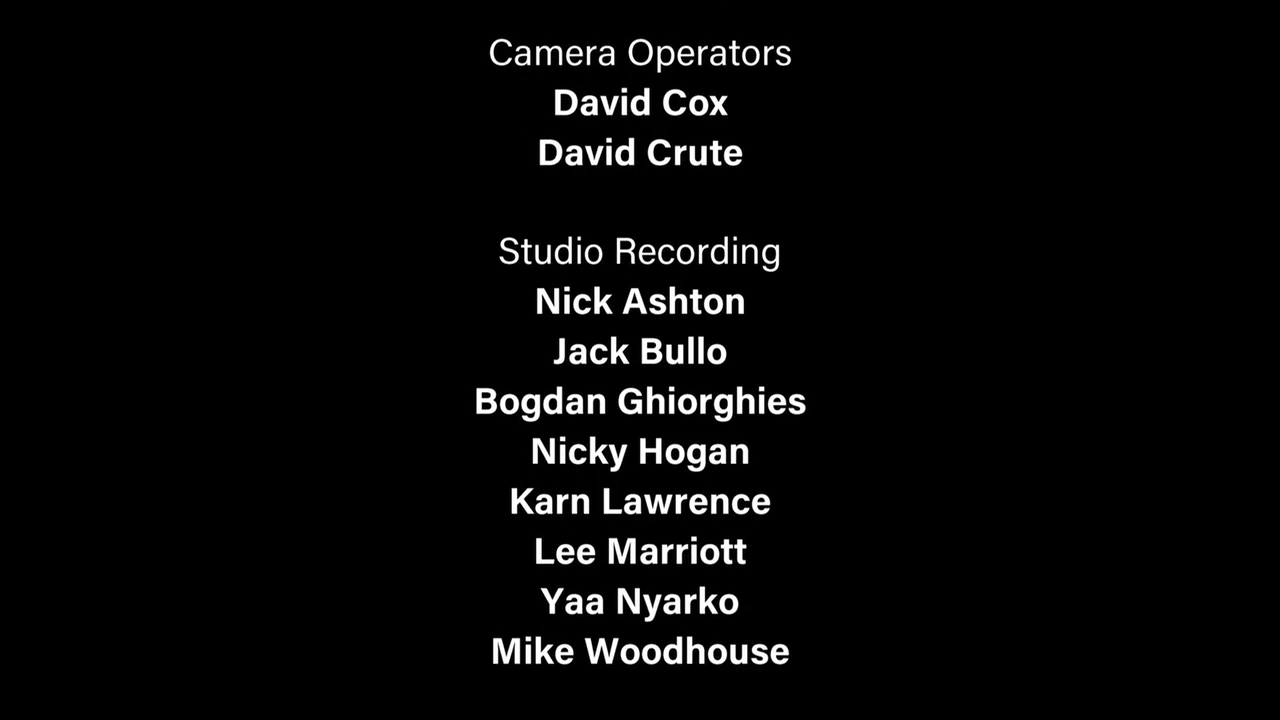 Camera Operators
David Cox
David Crute
Studio Recording
Nick Ashton
Jack Bullo
Bogdan Ghiorghies
Nicky Hogan
Karn Lawrence
Lee Marriott
Yaa Nyarko
Mike Woodhouse